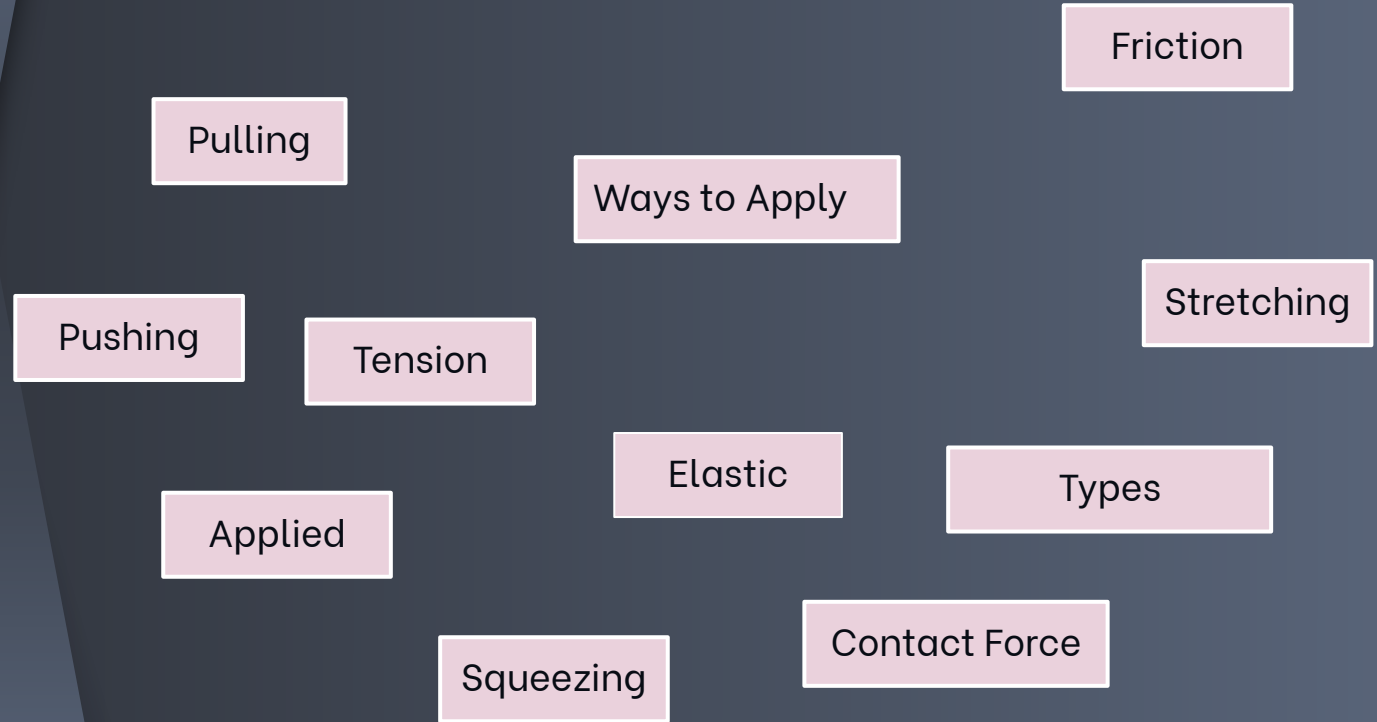 Friction
Pulling
Ways to Apply
Stretching
Pushing
Tension
Elastic
Types
Applied
Contact Force
Squeezing